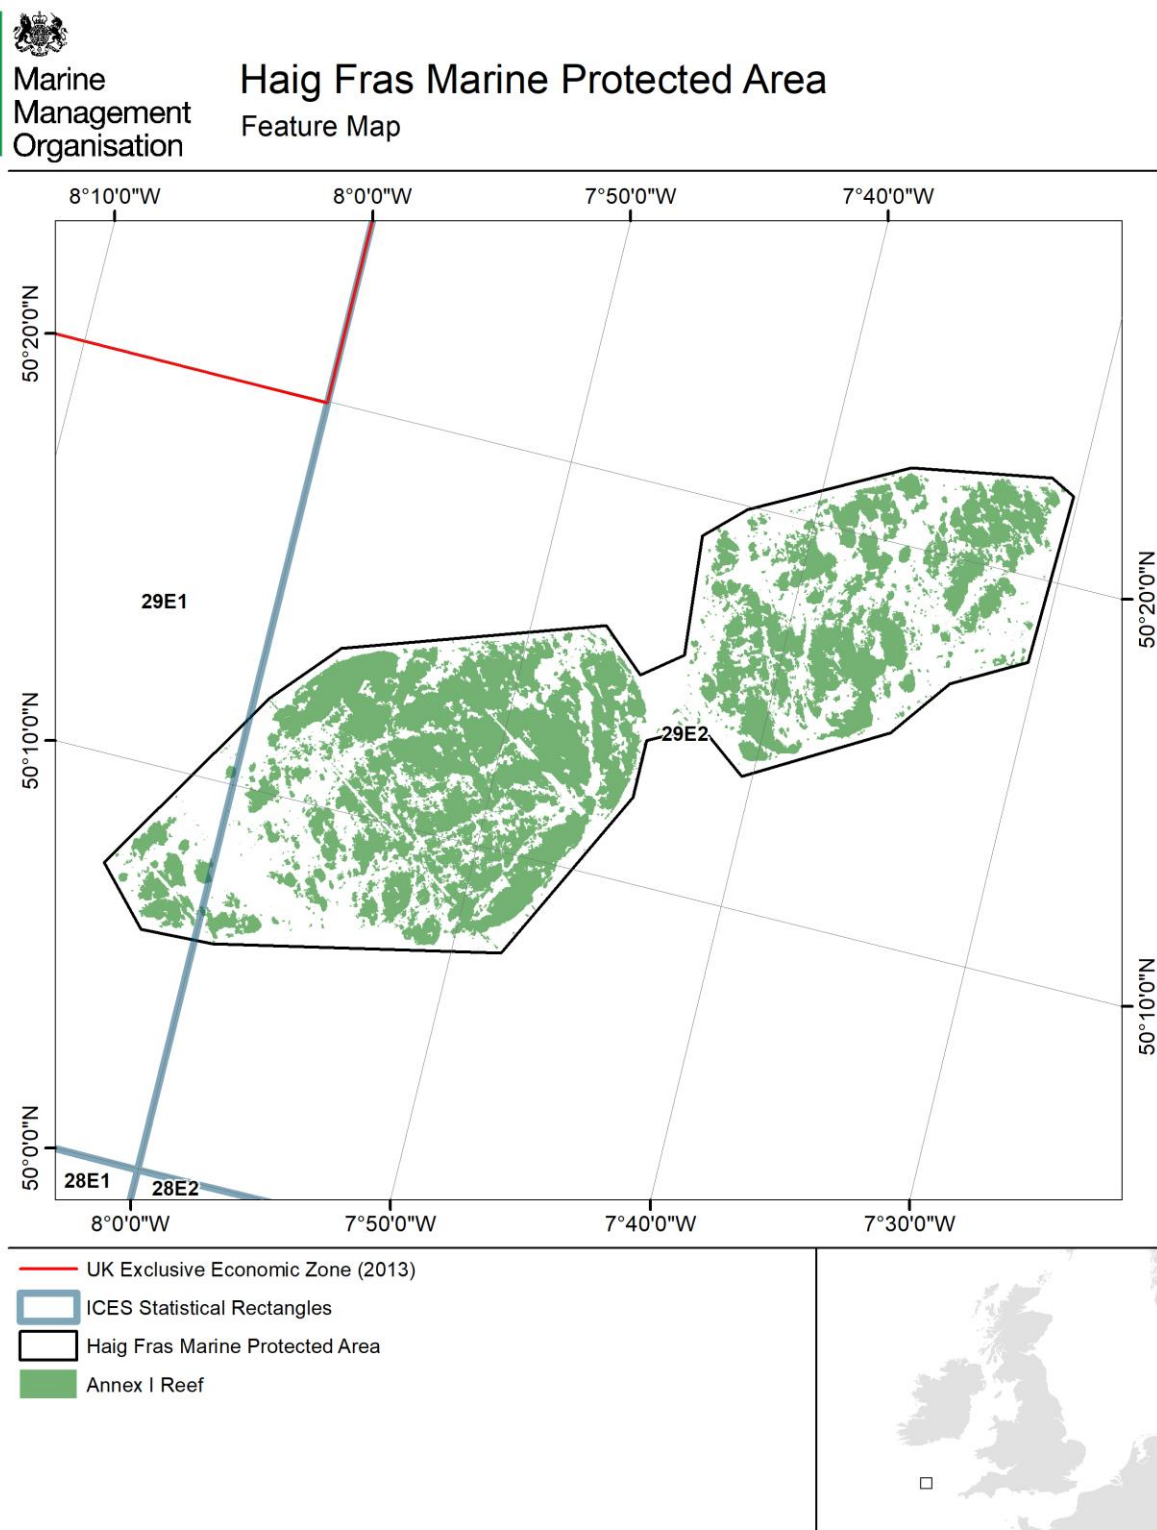 Marine
Management
Organisation
Haig Fras Marine Protected Area
Feature Map
8°10'0"W
8°0'0"W
7°50'0"W
7°40'0"W
50°20'0"N
50°10'0"N
50°0'0"N
29E1
29E2
28E1
28E2
50°20'0"N
50°10'0"N
8°0'0"W
7°50'0"W
7°40'0"W
7°30'0"W
UK Exclusive Economic Zone (2013)
ICES Statistical Rectangles
Haig Fras Marine Protected Area
Annex I Reef